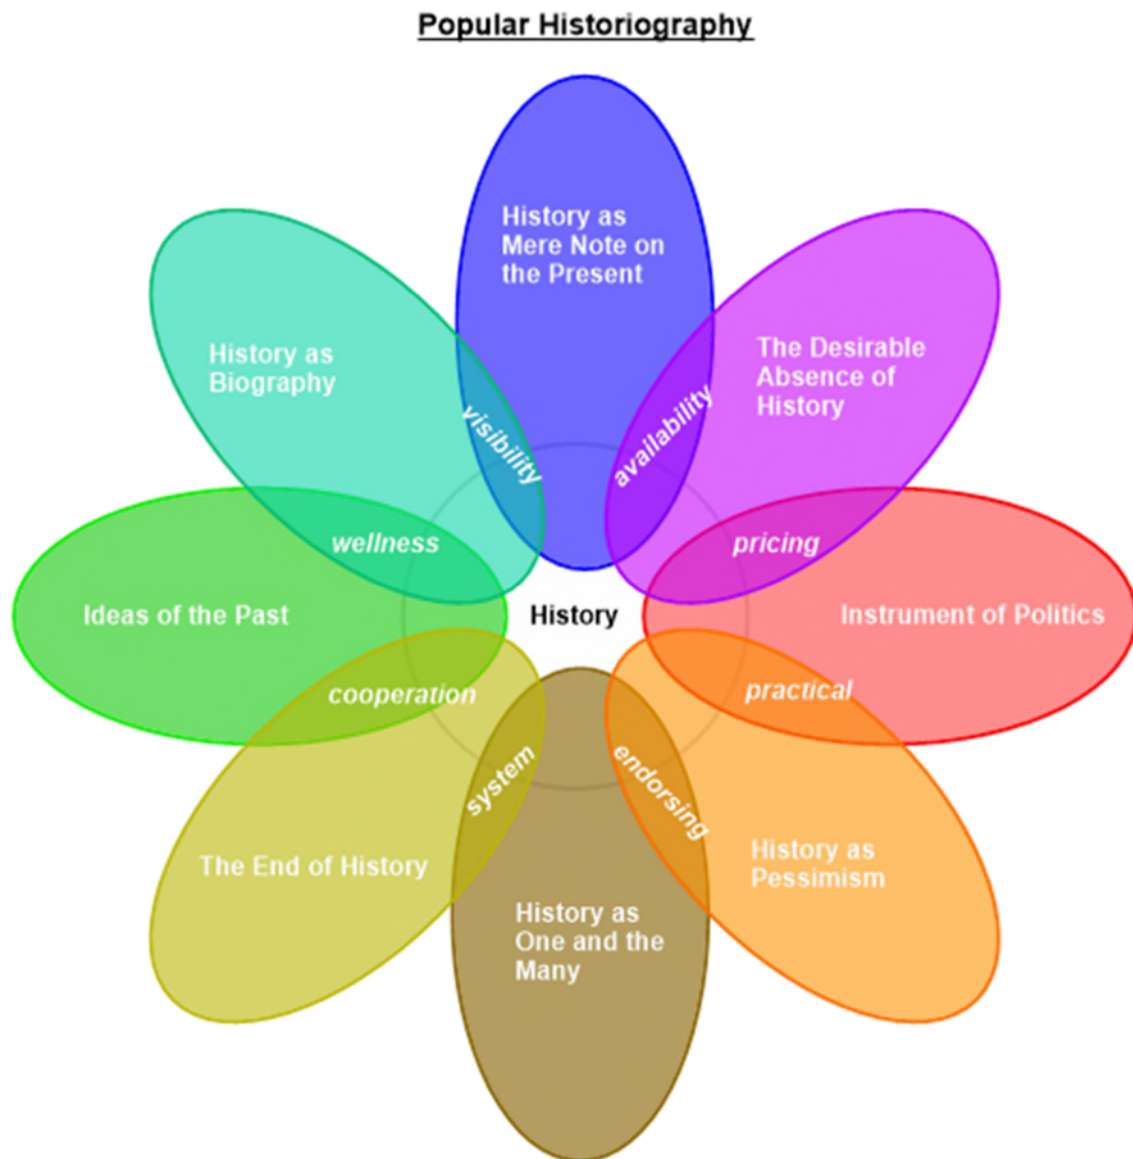 Popular Historiography
History as
Mere Note on
the Present
History as
Biography
The Desirable
Absence of
History
visibility
availability
wellness
pricing
Ideas of the Past
History
Instrument of Politics
cooperation
practical
system
endorsing
The End of History
History as
Pessimism
History as
One and the
Many